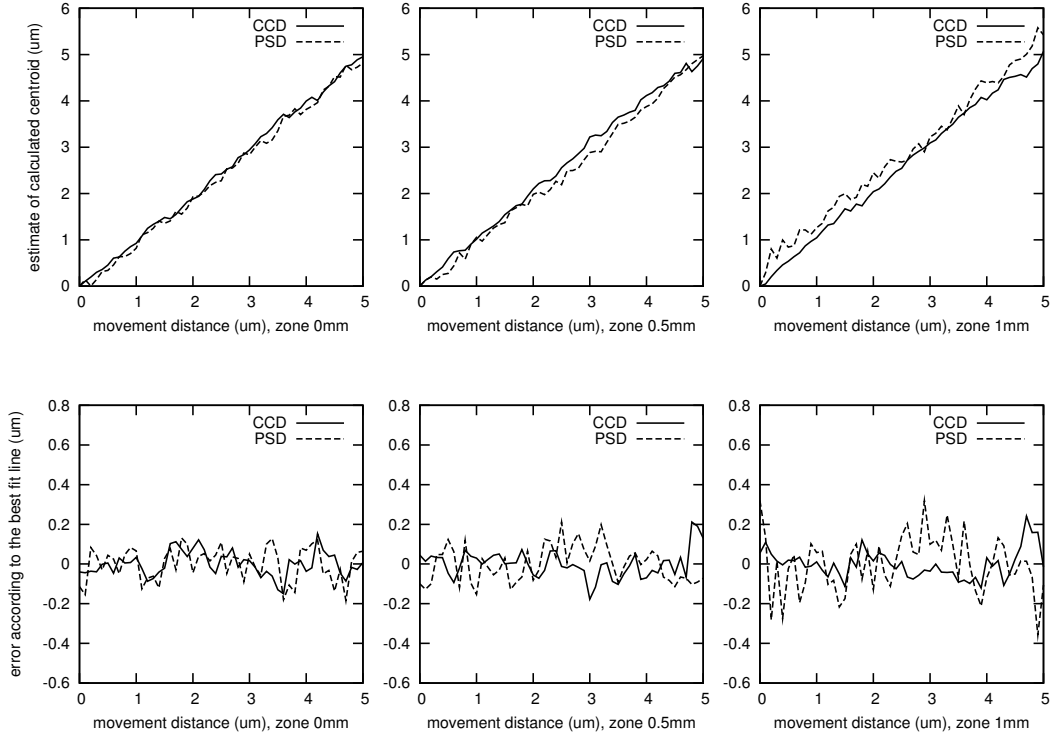 estimate of calculated centroid (um)
6
5
4
3
2
1
0
CCD
PSD
0 1 2 3 4 5
movement distance (um), zone 0mm
6
5
4
3
2
1
0
CCD
PSD
0 1 2 3 4 5
movement distance (um), zone 0.5mm
6
5
4
3
2
1
0
CCD
PSD
0 1 2 3 4 5
movement distance (um), zone 1mm
error according to the best fit line (um)
0.8
0.6
0.4
0.2
0
-0.2
-0.4
-0.6
CCD
PSD
0 1 2 3 4 5
movement distance (um), zone 0mm
0.8
0.6
0.4
0.2
0
-0.2
-0.4
-0.6
CCD
PSD
0 1 2 3 4 5
movement distance (um), zone 0.5mm
0.8
0.6
0.4
0.2
0
-0.2
-0.4
-0.6
CCD
PSD
0 1 2 3 4 5
movement distance (um), zone 1mm